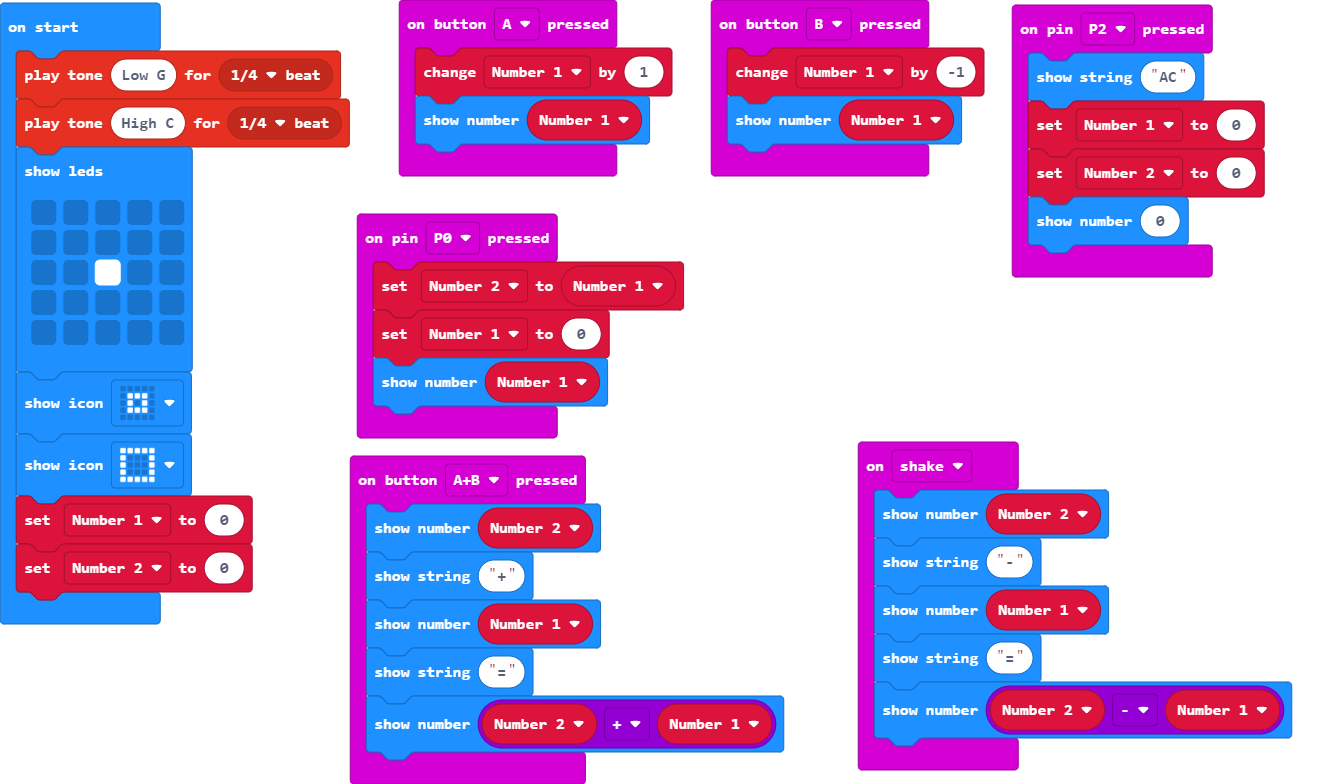 on start
play tone Low G for 1/4 beat
play tone High C for 1/4 beat
show leds
show icon
show icon
set Number 1 to 0
set Number 2 to 0
on button A pressed
change Number 1 by 1
show number Number 1
on button B pressed
change Number 1 by -1
show number Number 1
on pin P2 pressed
show string "AC"
set Number 1 to 0
set Number 2 to 0
show number 0
on pin P0 pressed
set Number 2 to Number 1
set Number 1 to 0
show number Number 1
on button A+B pressed
show number Number 2
show string "+"
show number Number 1
show string "="
show number Number 2 + Number 1
on shake
show number Number 2
show string "-"
show number Number 1
show string "="
show number Number 2 - Number 1